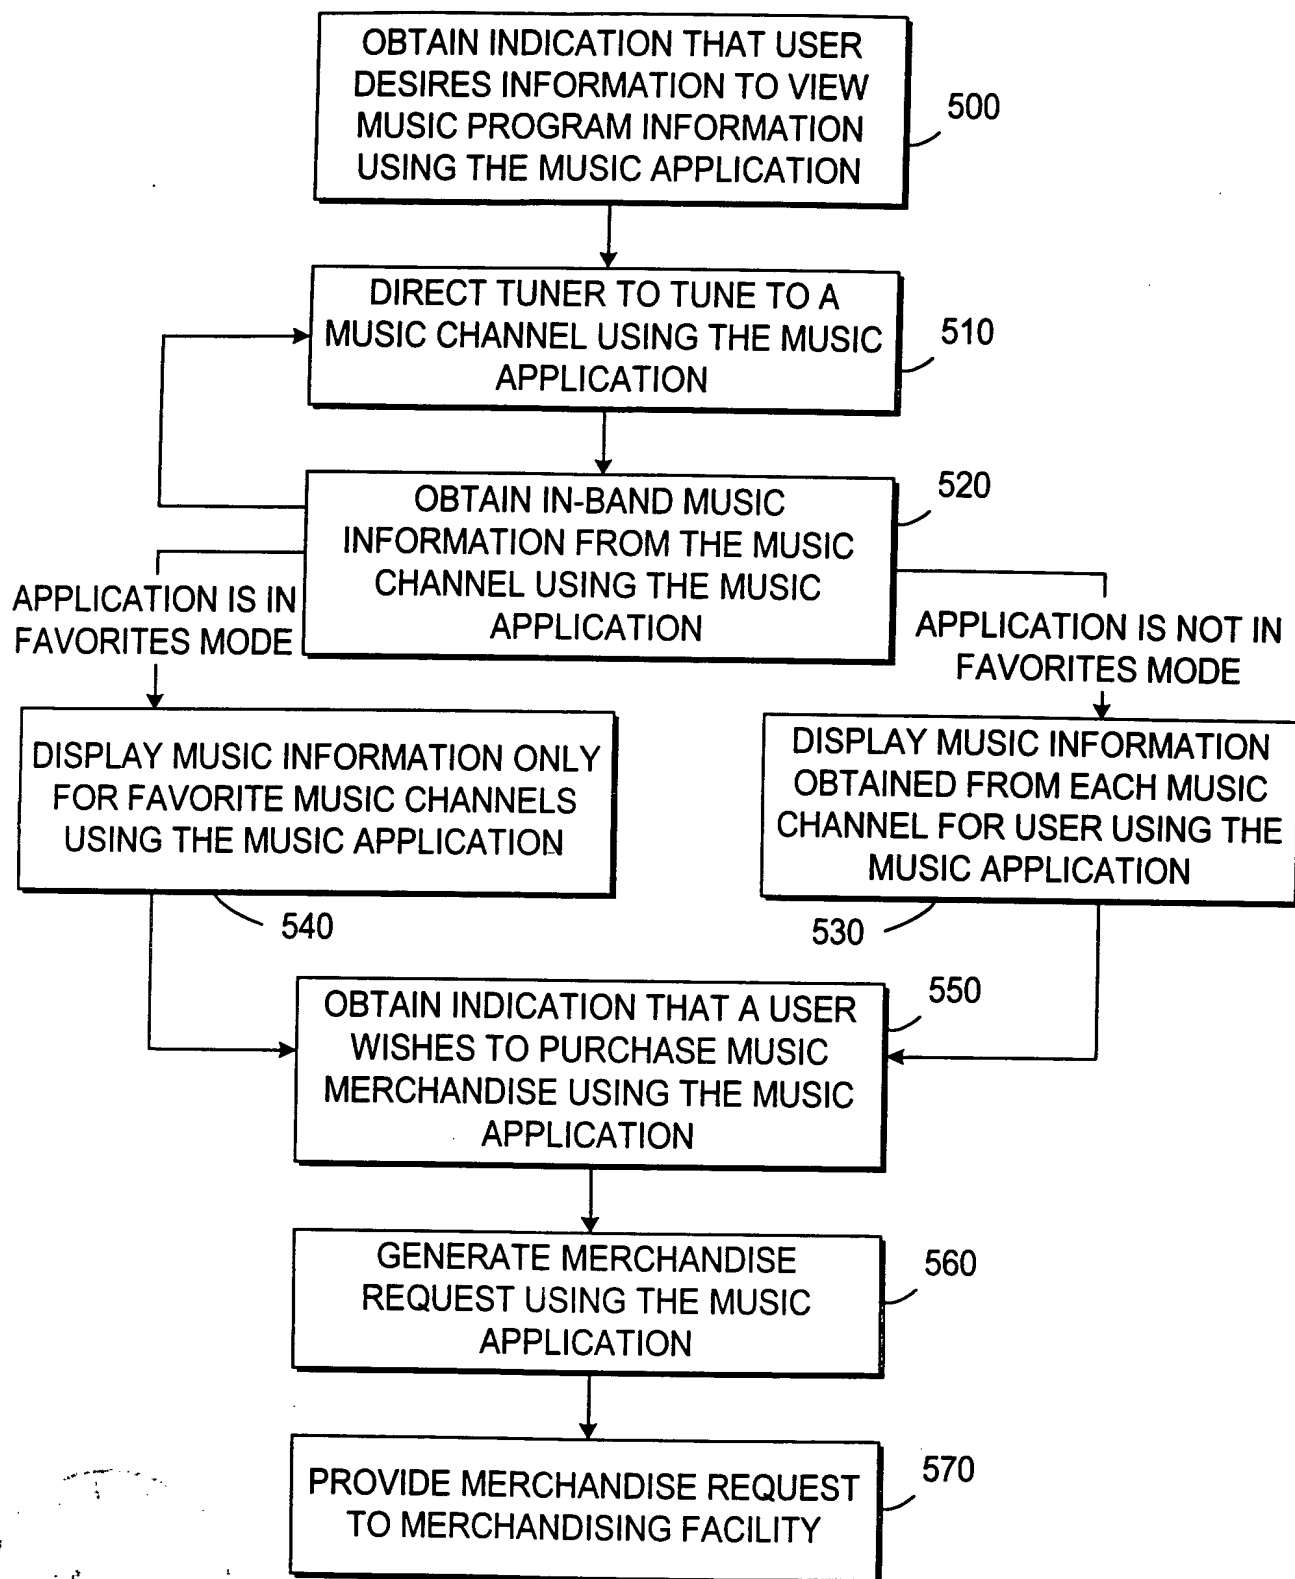 OBTAIN INDICATION THAT USER
DESIRES INFORMATION TO VIEW
MUSIC PROGRAM INFORMATION
USING THE MUSIC APPLICATION
500
DIRECT TUNER TO TUNE TO A
MUSIC CHANNEL USING THE MUSIC
APPLICATION
510
OBTAIN IN-BAND MUSIC
INFORMATION FROM THE MUSIC
CHANNEL USING THE MUSIC
APPLICATION
520
APPLICATION IS IN
FAVORITES MODE
APPLICATION IS NOT IN
FAVORITES MODE
DISPLAY MUSIC INFORMATION ONLY
FOR FAVORITE MUSIC CHANNELS
USING THE MUSIC APPLICATION
540
DISPLAY MUSIC INFORMATION
OBTAINED FROM EACH MUSIC
CHANNEL FOR USER USING THE
MUSIC APPLICATION
530
OBTAIN INDICATION THAT A USER
WISHES TO PURCHASE MUSIC
MERCHANDISE USING THE MUSIC
APPLICATION
550
GENERATE MERCHANDISE
REQUEST USING THE MUSIC
APPLICATION
560
PROVIDE MERCHANDISE REQUEST
TO MERCHANDISING FACILITY
570